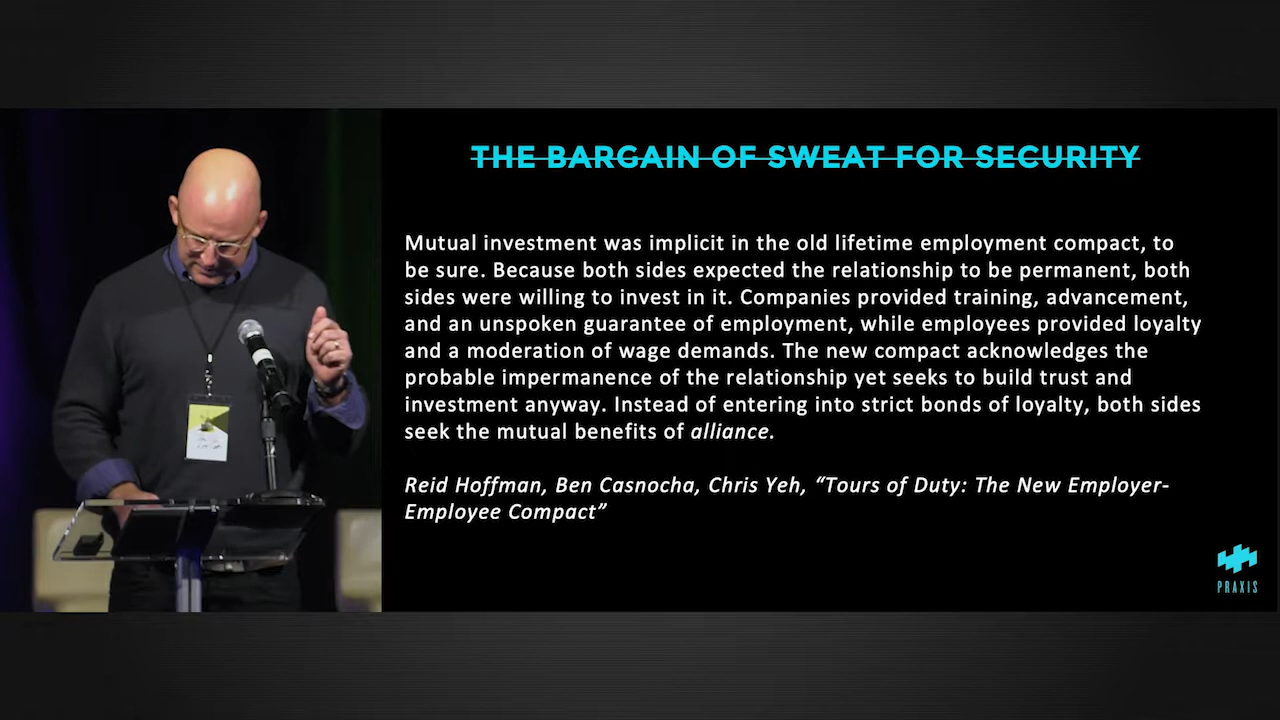 THE BARGAIN OF SWEAT FOR SECURITY
Mutual investment was implicit in the old lifetime employment compact, to
be sure. Because both sides expected the relationship to be permanent, both
sides were willing to invest in it. Companies provided training, advancement,
and an unspoken guarantee of employment, while employees provided loyalty
and a moderation of wage demands. The new compact acknowledges the
probable impermanence of the relationship yet seeks to build trust and
investment anyway. Instead of entering into strict bonds of loyalty, both sides
seek the mutual benefits of alliance.
Reid Hoffman, Ben Casnocha, Chris Yeh, “Tours of Duty: The New Employer-
Employee Compact”
PRAXIS